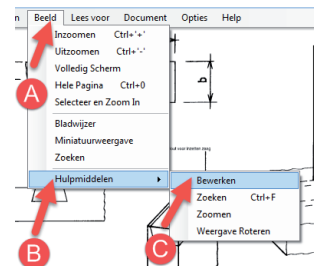 n Beeld Lees voor Document Opties Help
Inzoomen Ctrl+'+'
Uitzoomen Ctrl+'-'
Volledig Scherm
Hele Pagina Ctrl+0
Selecteer en Zoom In
Bladwijzer
Miniatuurweergave
Zoeken
Hulpmiddelen
Bewerken
Zoeken Ctrl+F
Zoomen
Weergave Roteren
A
B
C
b